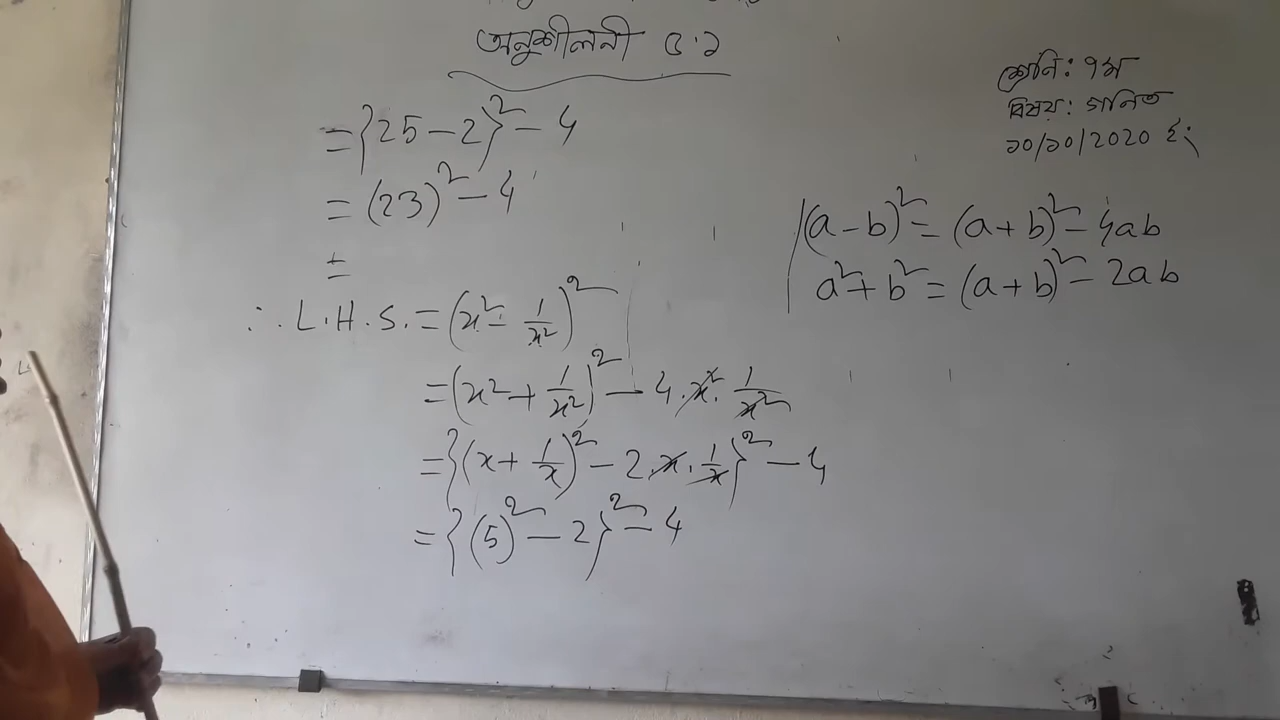 অনুশীলনী ৫.১
শ্রেনি: ৭ম
বিষয়: গনিত
১০/১০/2020 ইং
= {25 - 2}² - 4
= (23)² - 4
=
(a - b)² = (a + b)² - 4ab
a² + b² = (a + b)² - 2ab
∴ L.H.S. = (x² - 1/x²)²
= (x² + 1/x²)² - 4.x².1/x²
= {(x + 1/x)² - 2.x.1/x}² - 4
= {(5)² - 2}² - 4